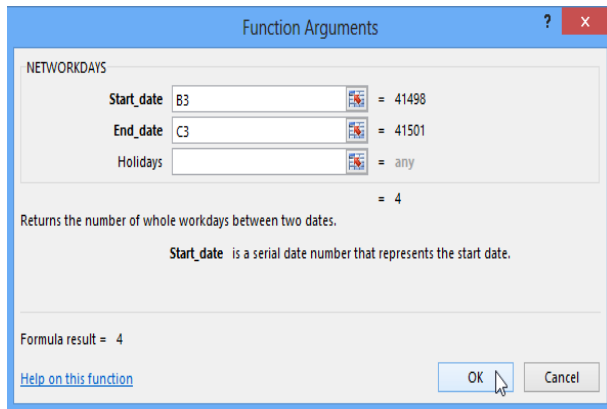 Function Arguments ? x
NETWORKDAYS
Start_date B3 = 41498
End_date C3 = 41501
Holidays = any
= 4
Returns the number of whole workdays between two dates.
Start_date is a serial date number that represents the start date.
Formula result = 4
Help on this function OK Cancel